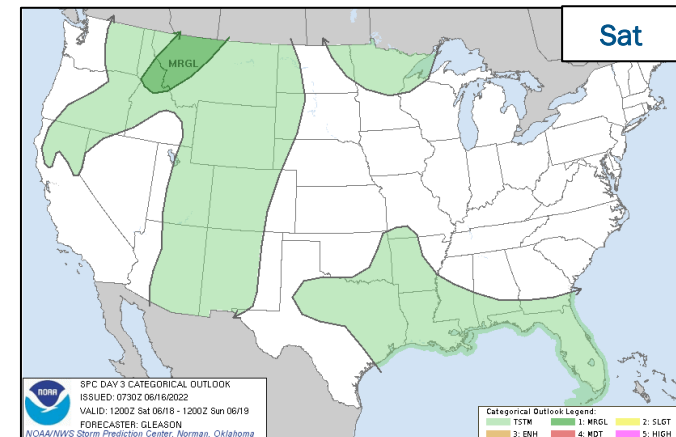 Sat
MRGL
NOAA
SPC DAY 3 CATEGORICAL OUTLOOK
ISSUED: 0730Z 06/16/2022
VALID: 1200Z Sat 06/18 - 1200Z Sun 06/19
FORECASTER: GLEASON
NOAA/NWS Storm Prediction Center, Norman, Oklahoma
Categorical Outlook Legend:
TSTM 1: MRGL 2: SLGT
3: ENH 4: MDT 5: HIGH